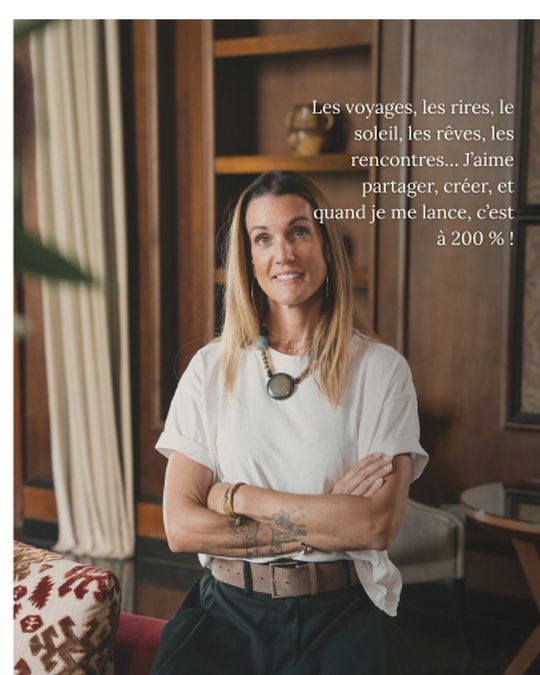 Les voyages, les rires, le
soleil, les rêves, les
rencontres... J'aime
partager, créer, et
quand je me lance, c'est
à 200 % !